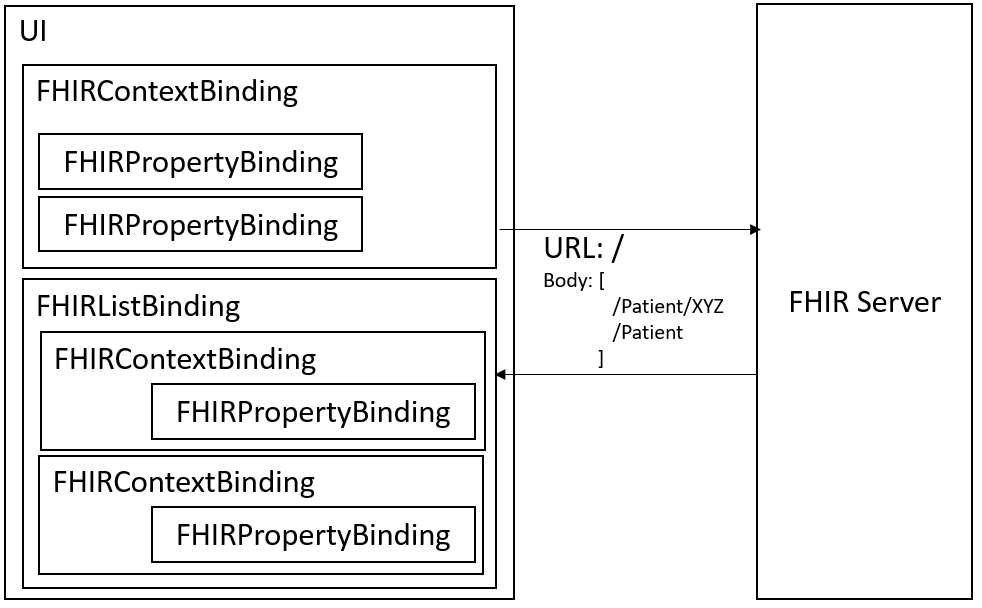 UI
FHIRContextBinding
FHIRPropertyBinding
FHIRPropertyBinding
FHIRListBinding
FHIRContextBinding
FHIRPropertyBinding
FHIRContextBinding
FHIRPropertyBinding
URL: /
Body: [
/Patient/XYZ
/Patient
]
FHIR Server